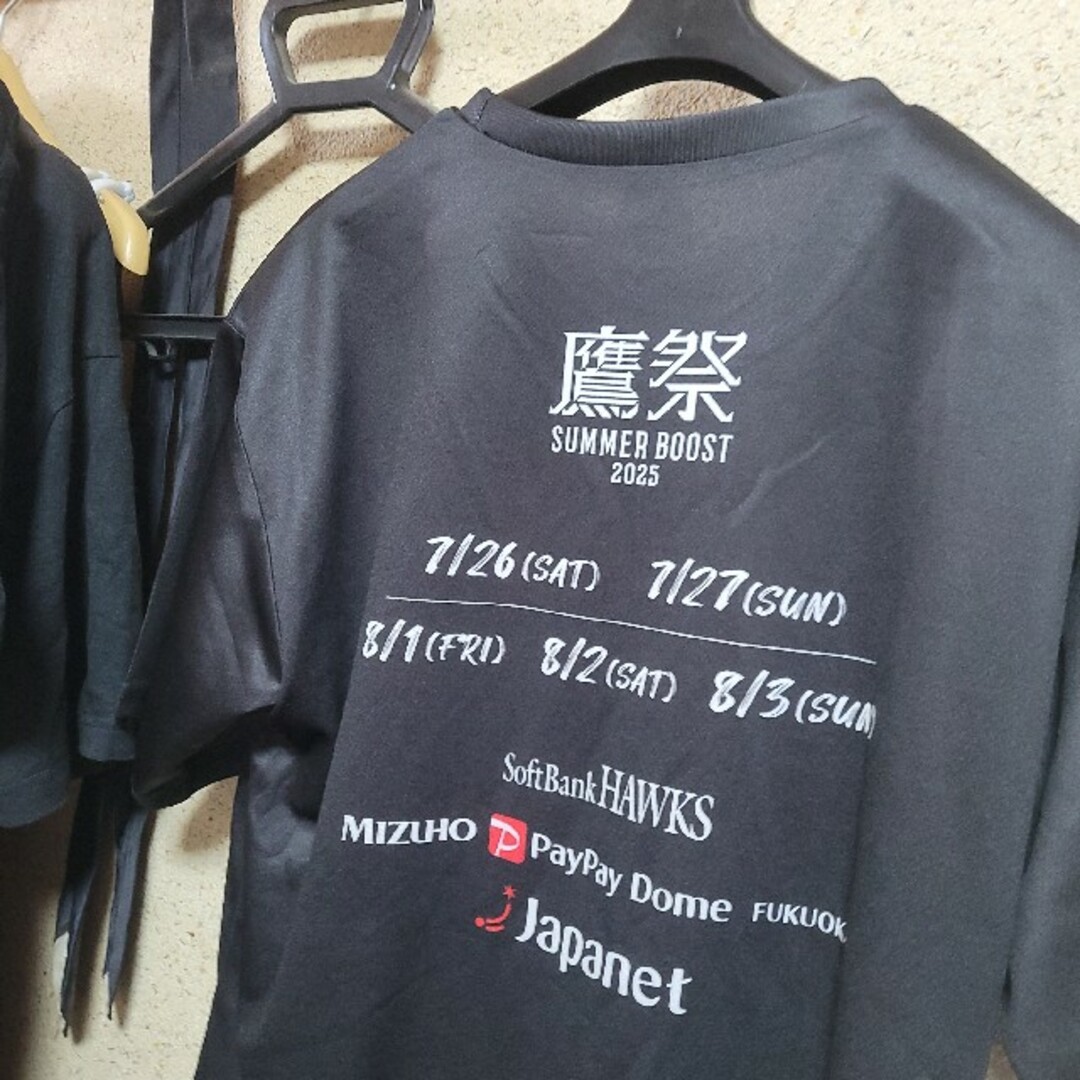 鷹祭
SUMMER BOOST
2025
7/26(SAT) 7/27(SUN)
8/1(FRI) 8/2(SAT) 8/3(SUN)
SoftBank HAWKS
MIZUHO P PayPay Dome FUKUOK
Japanet